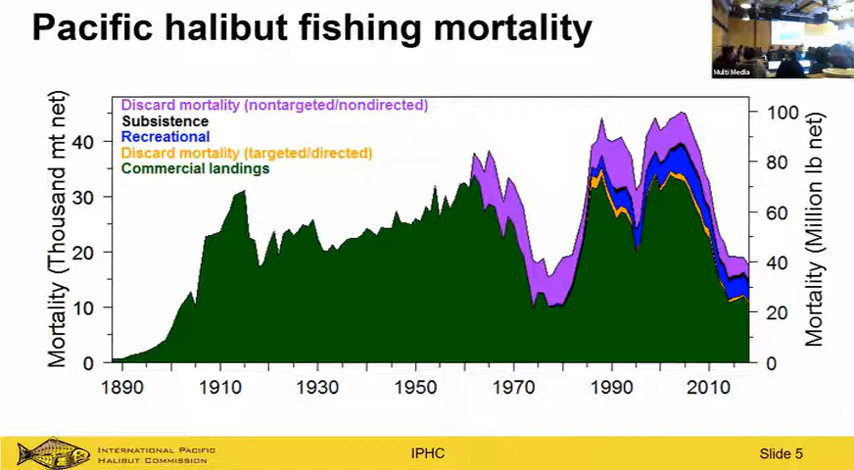 Pacific halibut fishing mortality
Multi Media
Discard mortality (nontargeted/nondirected)
Subsistence
Recreational
Discard mortality (targeted/directed)
Commercial landings
Mortality (Thousand mt net)
40
30
20
10
0
Mortality (Million lb net)
100
80
60
40
20
0
1890 1910 1930 1950 1970 1990 2010
INTERNATIONAL PACIFIC
HALIBUT COMMISSION
IPHC
Slide 5